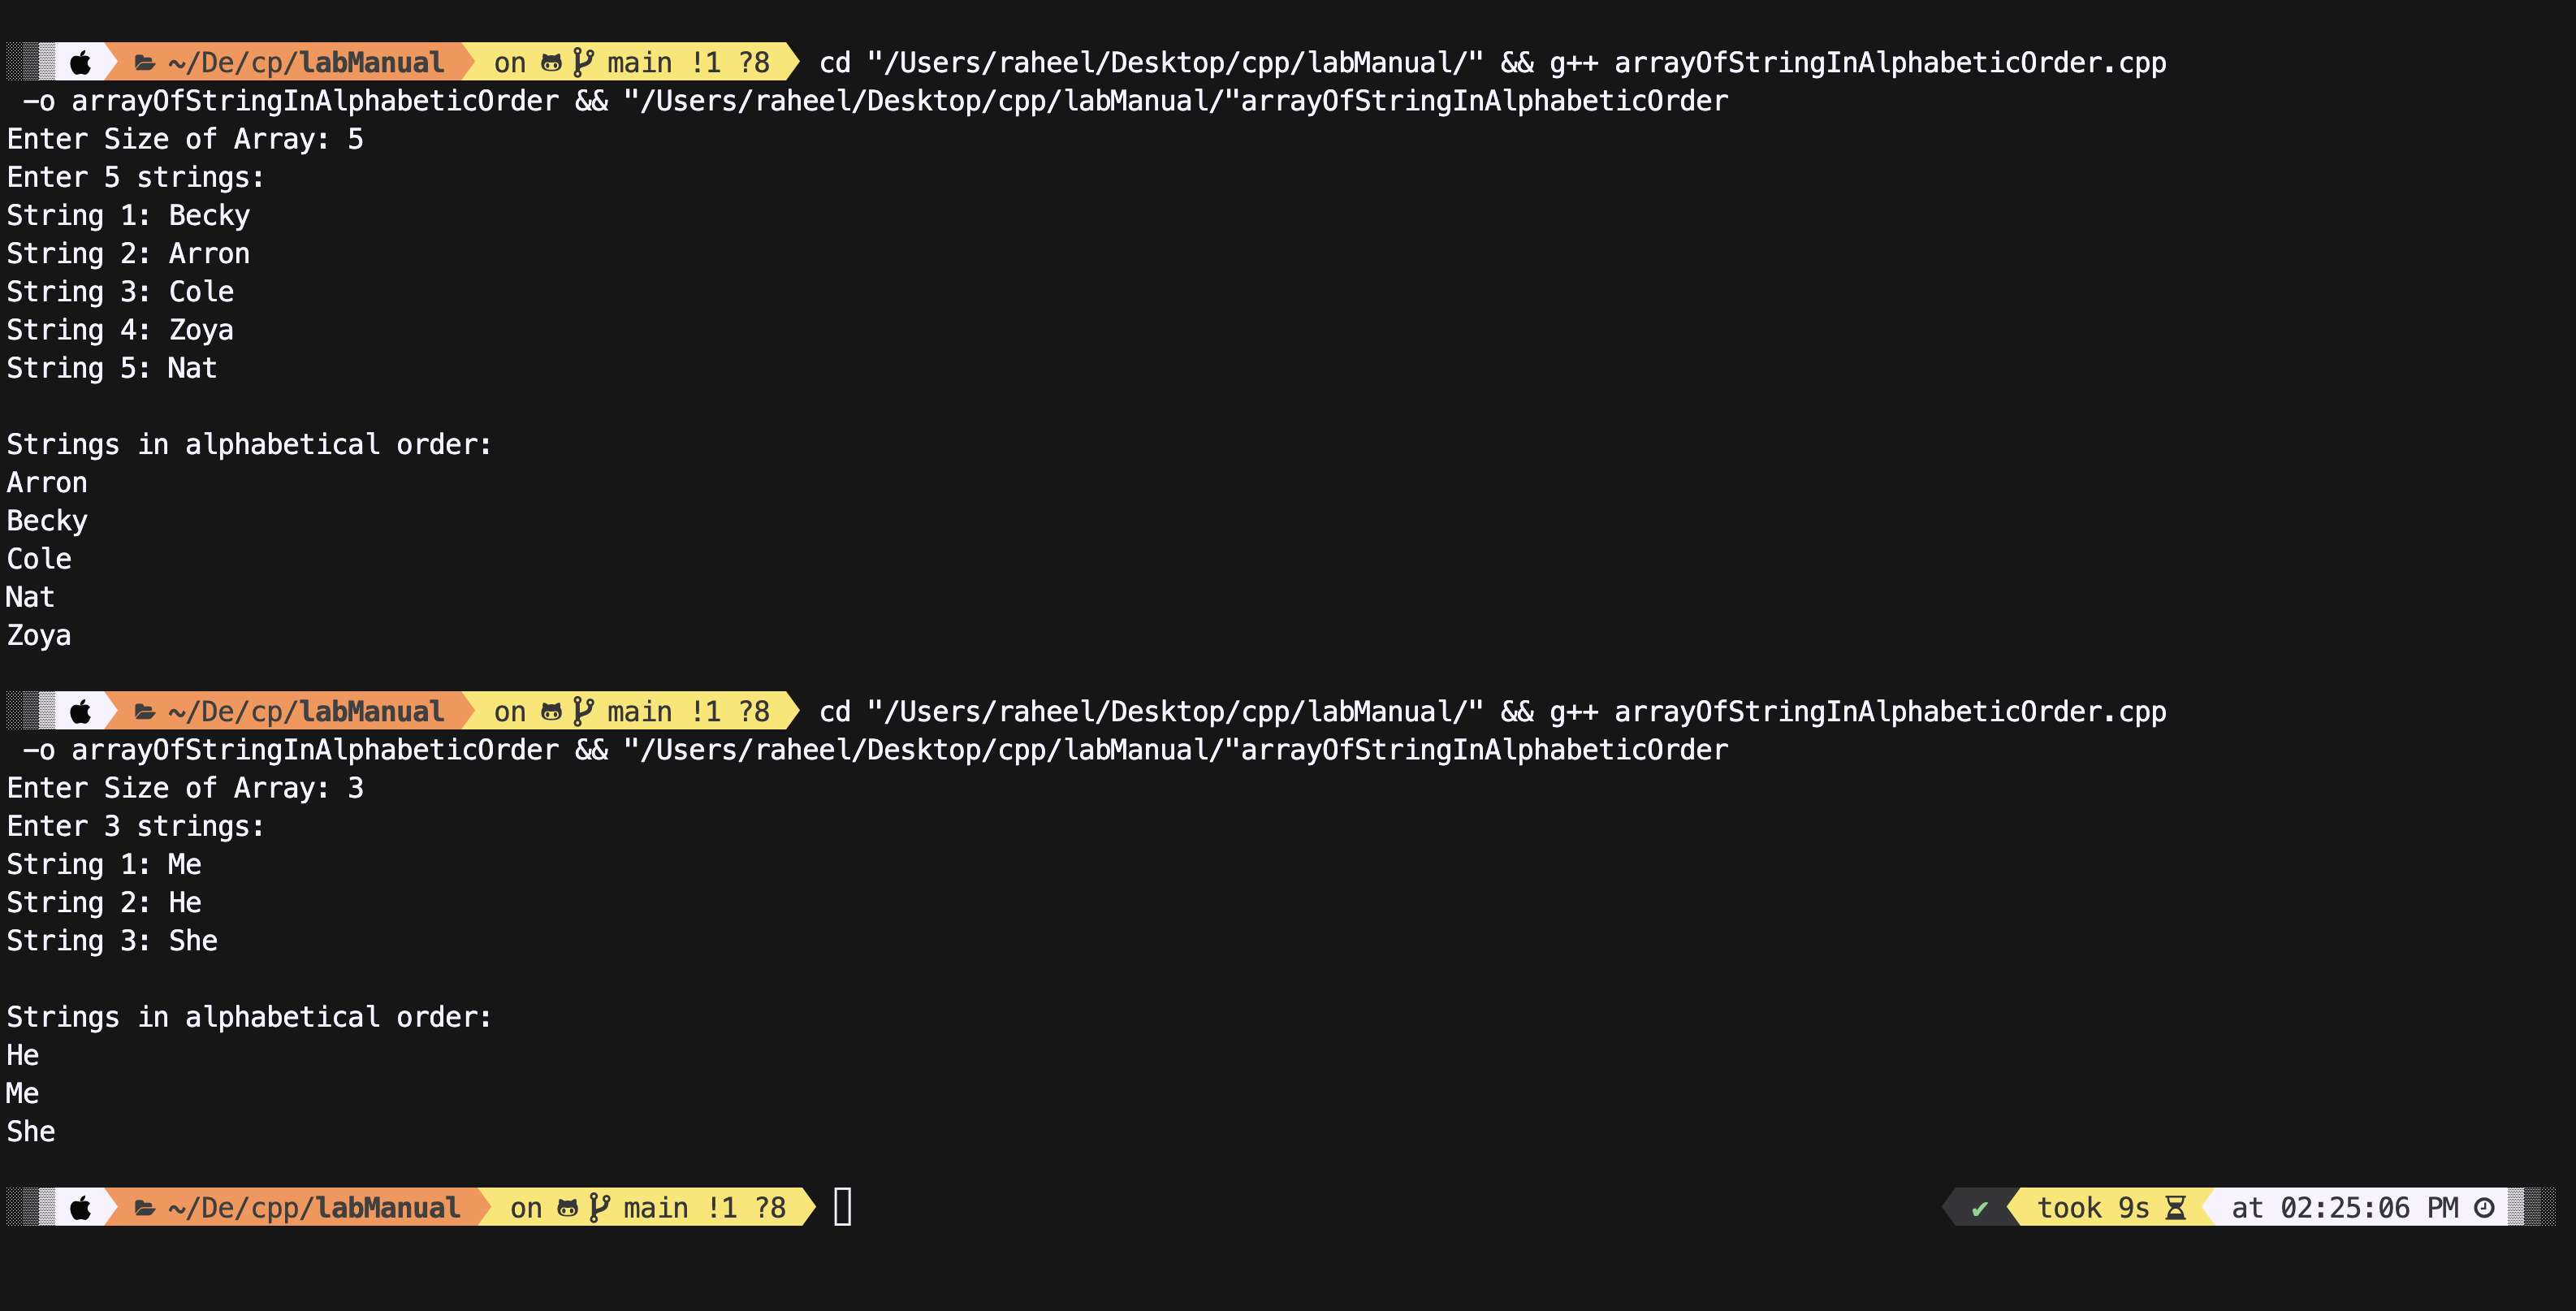 ~/De/cp/labManual on main !1 ?8 cd "/Users/raheel/Desktop/cpp/labManual/" && g++ arrayOfStringInAlphabeticOrder.cpp
-o arrayOfStringInAlphabeticOrder && "/Users/raheel/Desktop/cpp/labManual/"arrayOfStringInAlphabeticOrder
Enter Size of Array: 5
Enter 5 strings:
String 1: Becky
String 2: Arron
String 3: Cole
String 4: Zoya
String 5: Nat
Strings in alphabetical order:
Arron
Becky
Cole
Nat
Zoya
~/De/cp/labManual on main !1 ?8 cd "/Users/raheel/Desktop/cpp/labManual/" && g++ arrayOfStringInAlphabeticOrder.cpp
-o arrayOfStringInAlphabeticOrder && "/Users/raheel/Desktop/cpp/labManual/"arrayOfStringInAlphabeticOrder
Enter Size of Array: 3
Enter 3 strings:
String 1: Me
String 2: He
String 3: She
Strings in alphabetical order:
He
Me
She
~/De/cpp/labManual on main !1 ?8 ✔ took 9s at 02:25:06 PM